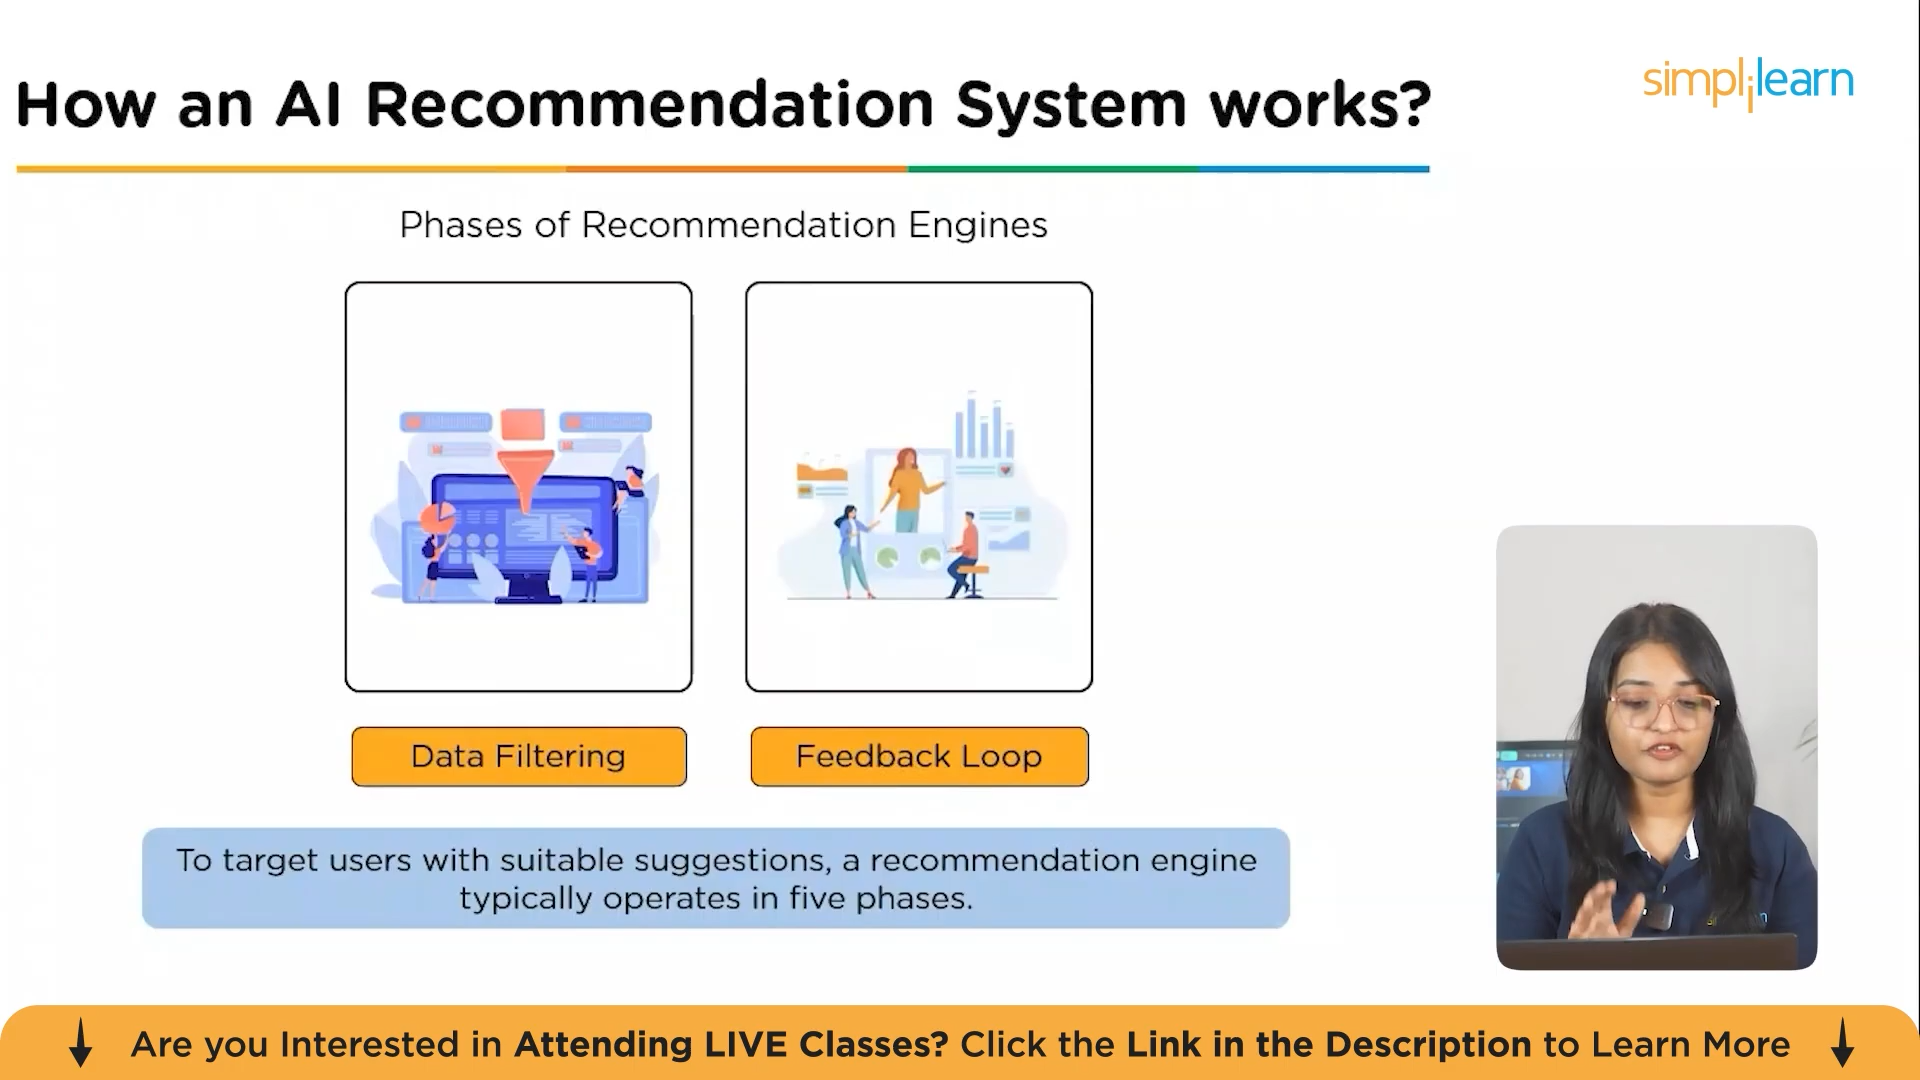 How an AI Recommendation System works?
simplilearn
Phases of Recommendation Engines
Data Filtering
Feedback Loop
To target users with suitable suggestions, a recommendation engine
typically operates in five phases.
Are you Interested in Attending LIVE Classes? Click the Link in the Description to Learn More